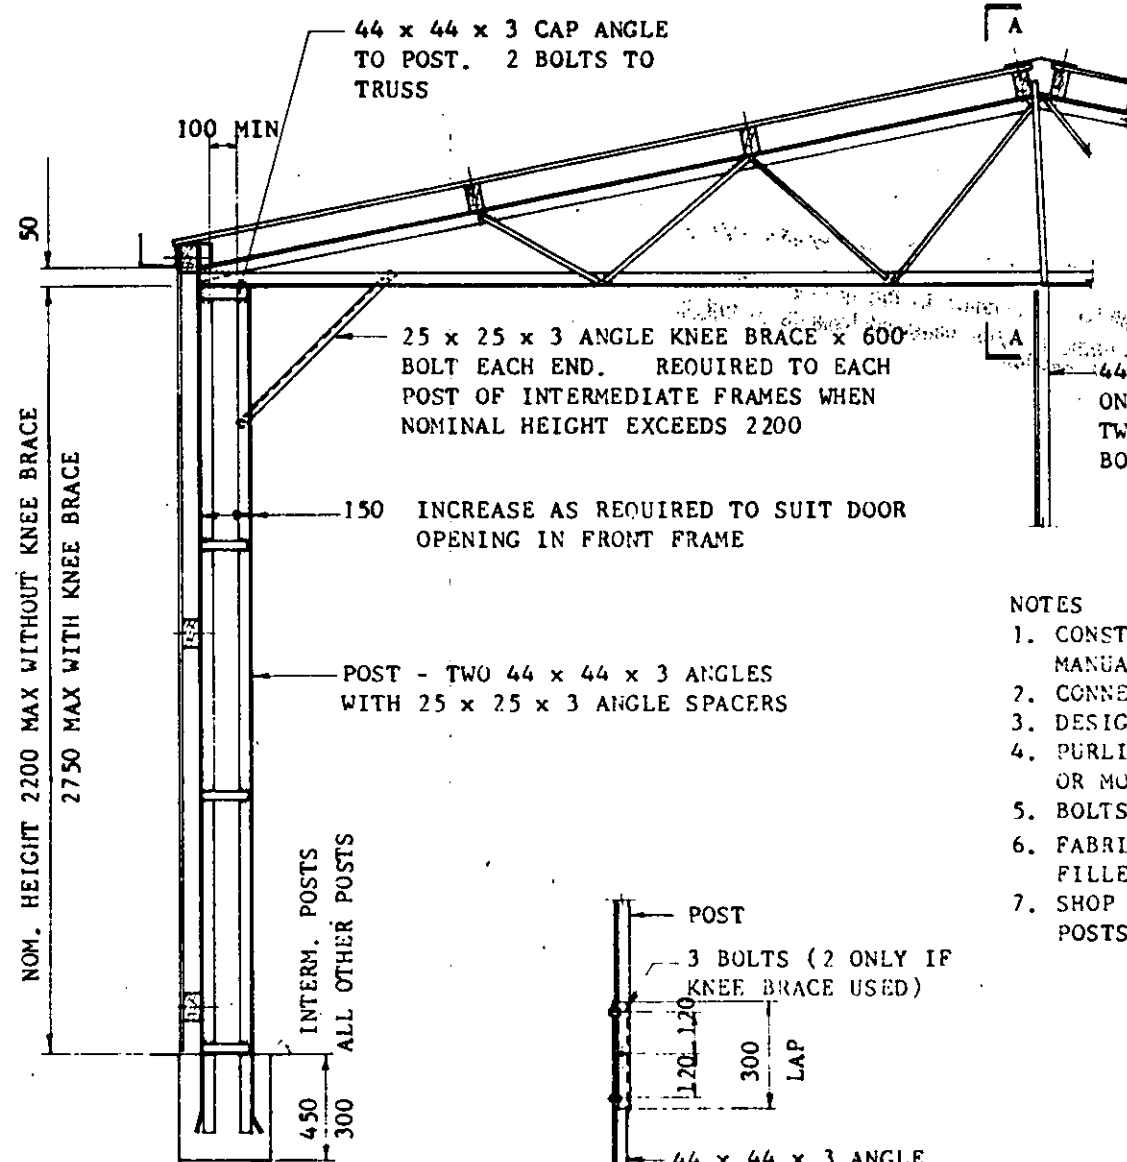 44 x 44 x 3 CAP ANGLE
TO POST. 2 BOLTS TO
TRUSS
A
100 MIN
50
25 x 25 x 3 ANGLE KNEE BRACE x 600
BOLT EACH END. REQUIRED TO EACH
POST OF INTERMEDIATE FRAMES WHEN
NOMINAL HEIGHT EXCEEDS 2200
A
44
ON
TW
BO
150 INCREASE AS REQUIRED TO SUIT DOOR
OPENING IN FRONT FRAME
NOM. HEIGHT 2200 MAX WITHOUT KNEE BRACE
2750 MAX WITH KNEE BRACE
POST - TWO 44 x 44 x 3 ANGLES
WITH 25 x 25 x 3 ANGLE SPACERS
NOTES
1. CONST
MANUA
2. CONNE
3. DESIG
4. PURLI
OR MO
5. BOLTS
6. FABRI
FILLE
7. SHOP
POSTS
450 INTERM. POSTS
300 ALL OTHER POSTS
POST
3 BOLTS (2 ONLY IF
KNEE BRACE USED)
120 120
300
LAP
44 x 44 x 3 ANGLE